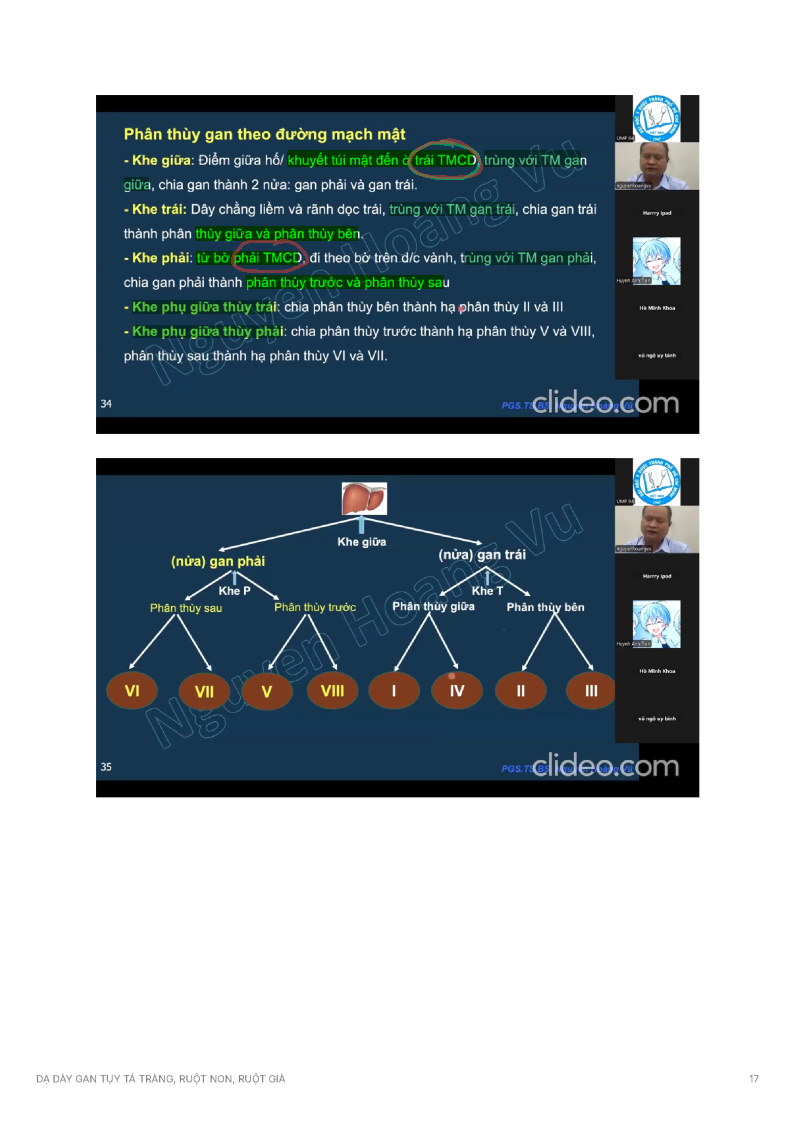 Phân thùy gan theo đường mạch mật
- Khe giữa: Điểm giữa hố/ khuyết túi mật đến ờ trái TMCD, trùng với TM gan
giữa, chia gan thành 2 nửa: gan phải và gan trái.
- Khe trái: Dây chằng liềm và rãnh dọc trái, trùng với TM gan trái, chia gan trái
thành phân thùy giữa và phân thùy bên.
- Khe phải: từ bờ phải TMCD, đi theo bờ trên d/c vành, trùng với TM gan phải,
chia gan phải thành phân thùy trước và phân thùy sau
- Khe phụ giữa thùy trái: chia phân thùy bên thành hạ phân thùy II và III
- Khe phụ giữa thùy phải: chia phân thùy trước thành hạ phân thùy V và VIII,
phân thùy sau thành hạ phân thùy VI và VII.
Nguyen Hoang Vu
34
clideo.com
nguyenhoangvu
Harrry ipad
Hồ Minh Khoa
vũ ngô uy bình
Khe giữa
(nửa) gan phải
(nửa) gan trái
Khe P
Khe T
Phân thùy sau
Phân thùy trước
Phân thùy giữa
Phân thùy bên
VI
VII
V
VIII
I
IV
II
III
Nguyen Hoang Vu
35
clideo.com
nguyenhoangvu
Harrry ipad
Hồ Minh Khoa
vũ ngô uy bình
DẠ DÀY GAN TỤY TÁ TRÀNG, RUỘT NON, RUỘT GIÀ
17